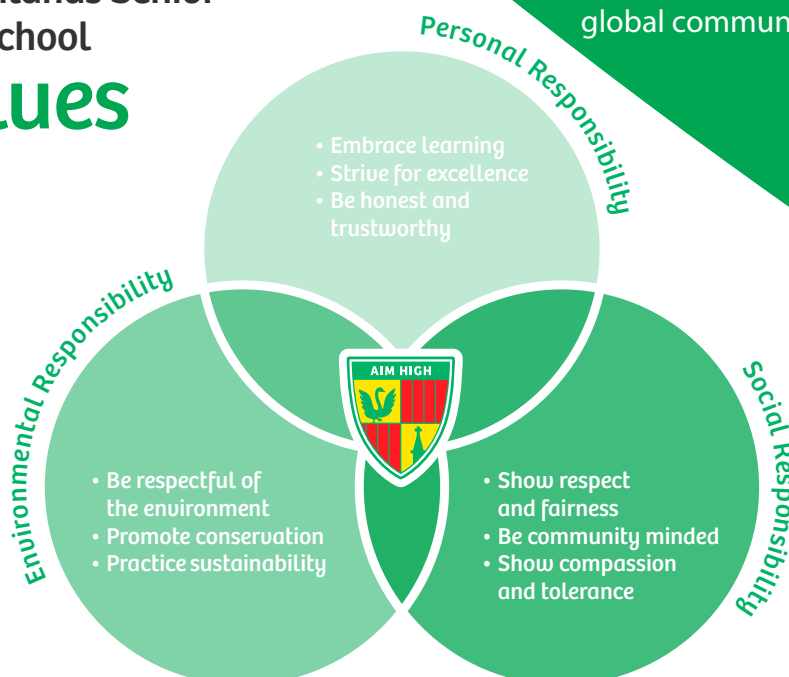 Senior
School
global
Personal Responsibility
• Embrace learning
• Strive for excellence
• Be honest and
trustworthy
Environmental Responsibility
AIM HIGH
Social Responsibility
• Be respectful of
the environment
• Promote conservation
• Practice sustainability
• Show respect
and fairness
• Be community minded
• Show compassion
and tolerance